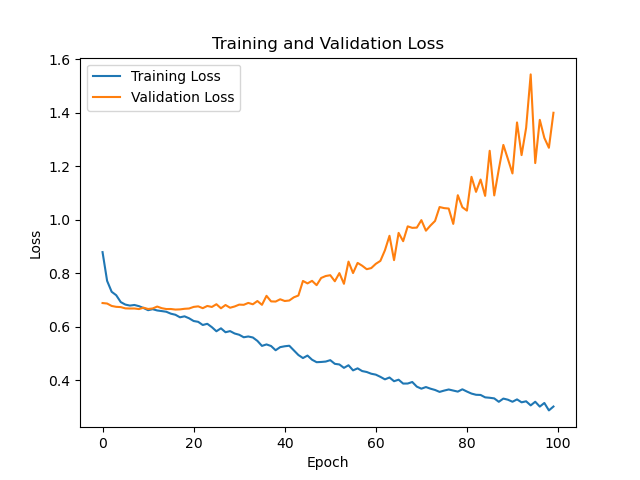 Training and Validation Loss
Training Loss
Validation Loss
Loss
1.6
1.4
1.2
1.0
0.8
0.6
0.4
0 20 40 60 80 100
Epoch